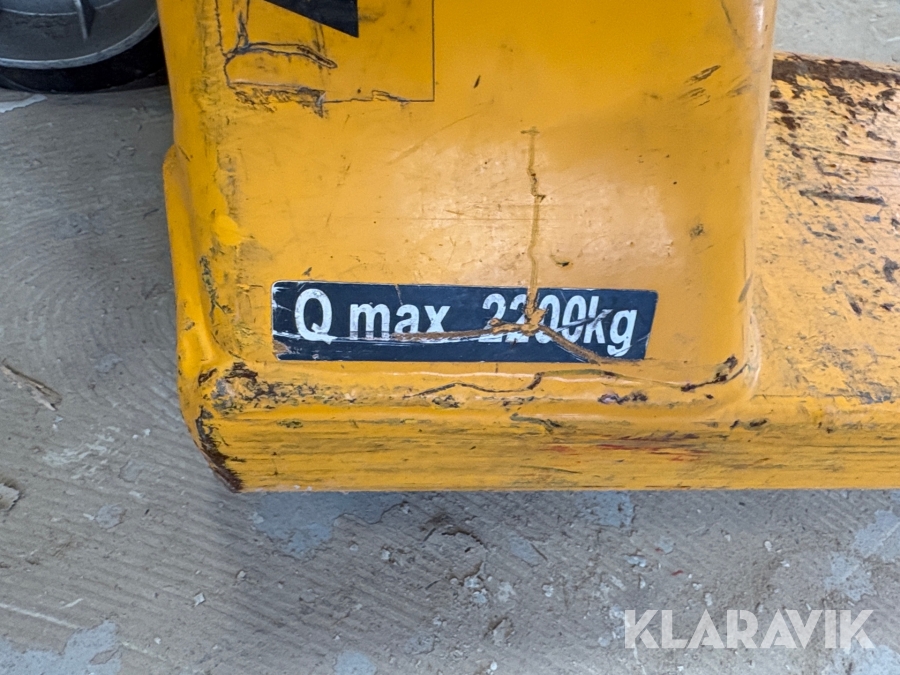 Q max. 2200kg
KLARAVIK